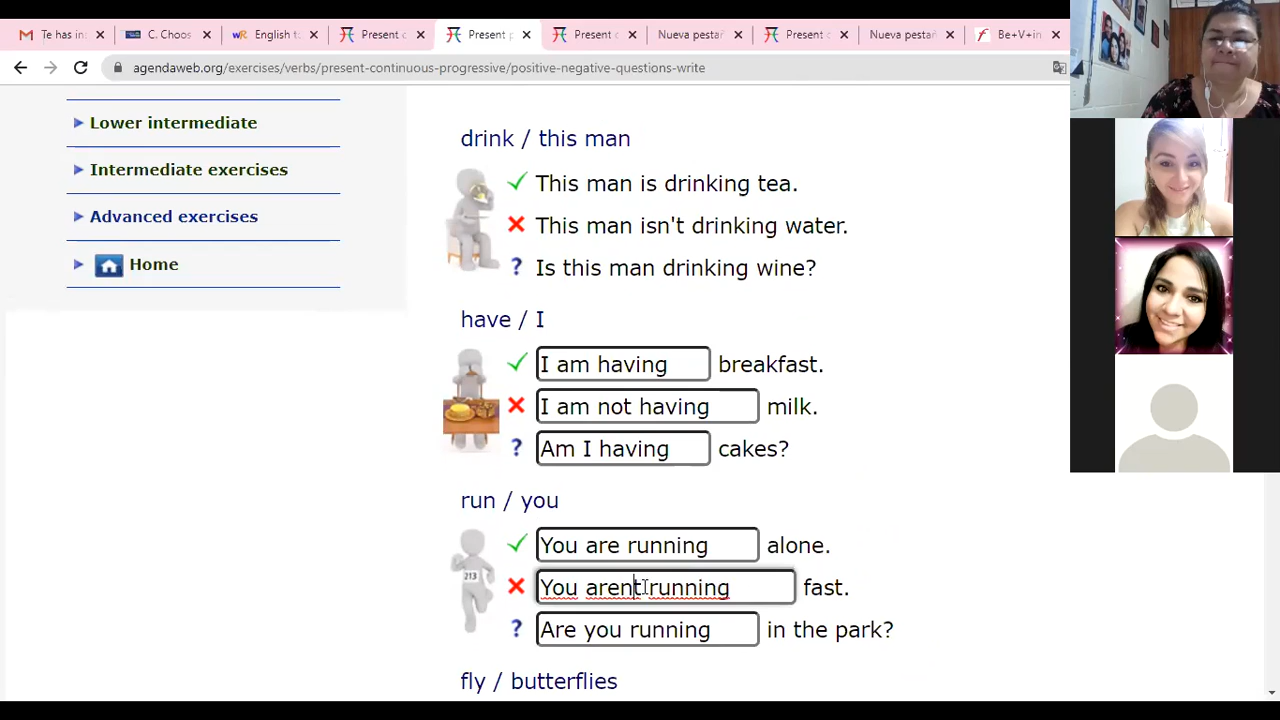 Te has in: × C. Choos × English to × Present c × Present p × Present c × Nueva pestañ × Present c × Nueva pestañ × Be+V+in ×
agendaweb.org/exercises/verbs/present-continuous-progressive/positive-negative-questions-write
Lower intermediate
Intermediate exercises
Advanced exercises
Home
drink / this man
This man is drinking tea.
This man isn't drinking water.
? Is this man drinking wine?
have / I
I am having breakfast.
I am not having milk.
? Am I having cakes?
run / you
213
You are running alone.
You arent running fast.
? Are you running in the park?
fly / butterflies